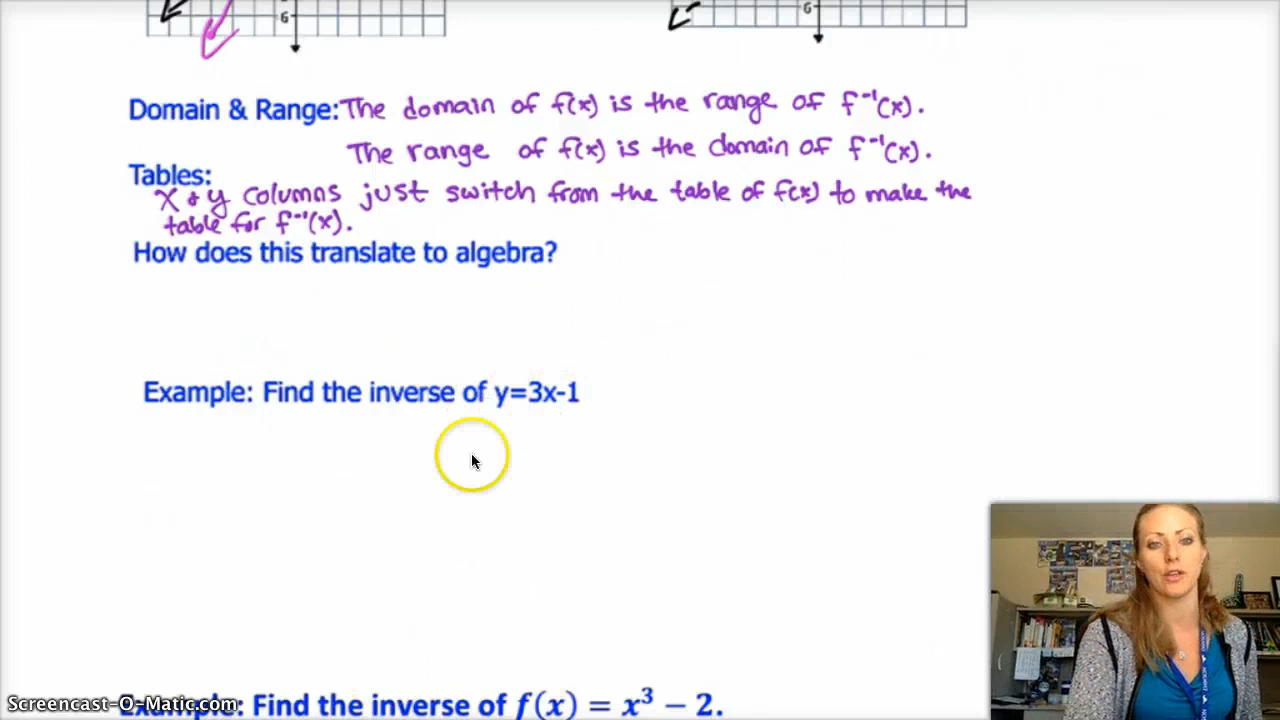 6
6
Domain & Range: The domain of f(x) is the range of f⁻¹(x).
The range of f(x) is the domain of f⁻¹(x).
Tables:
x & y columns just switch from the table of f(x) to make the
table for f⁻¹(x).
How does this translate to algebra?
Example: Find the inverse of y=3x-1
Example: Find the inverse of f(x) = x³ − 2.
Screencast-O-Matic.com